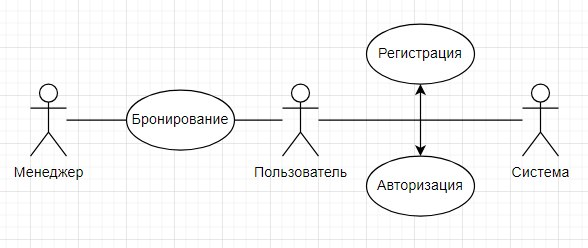 Регистрация
Бронирование
Менеджер
Пользователь
Авторизация
Система